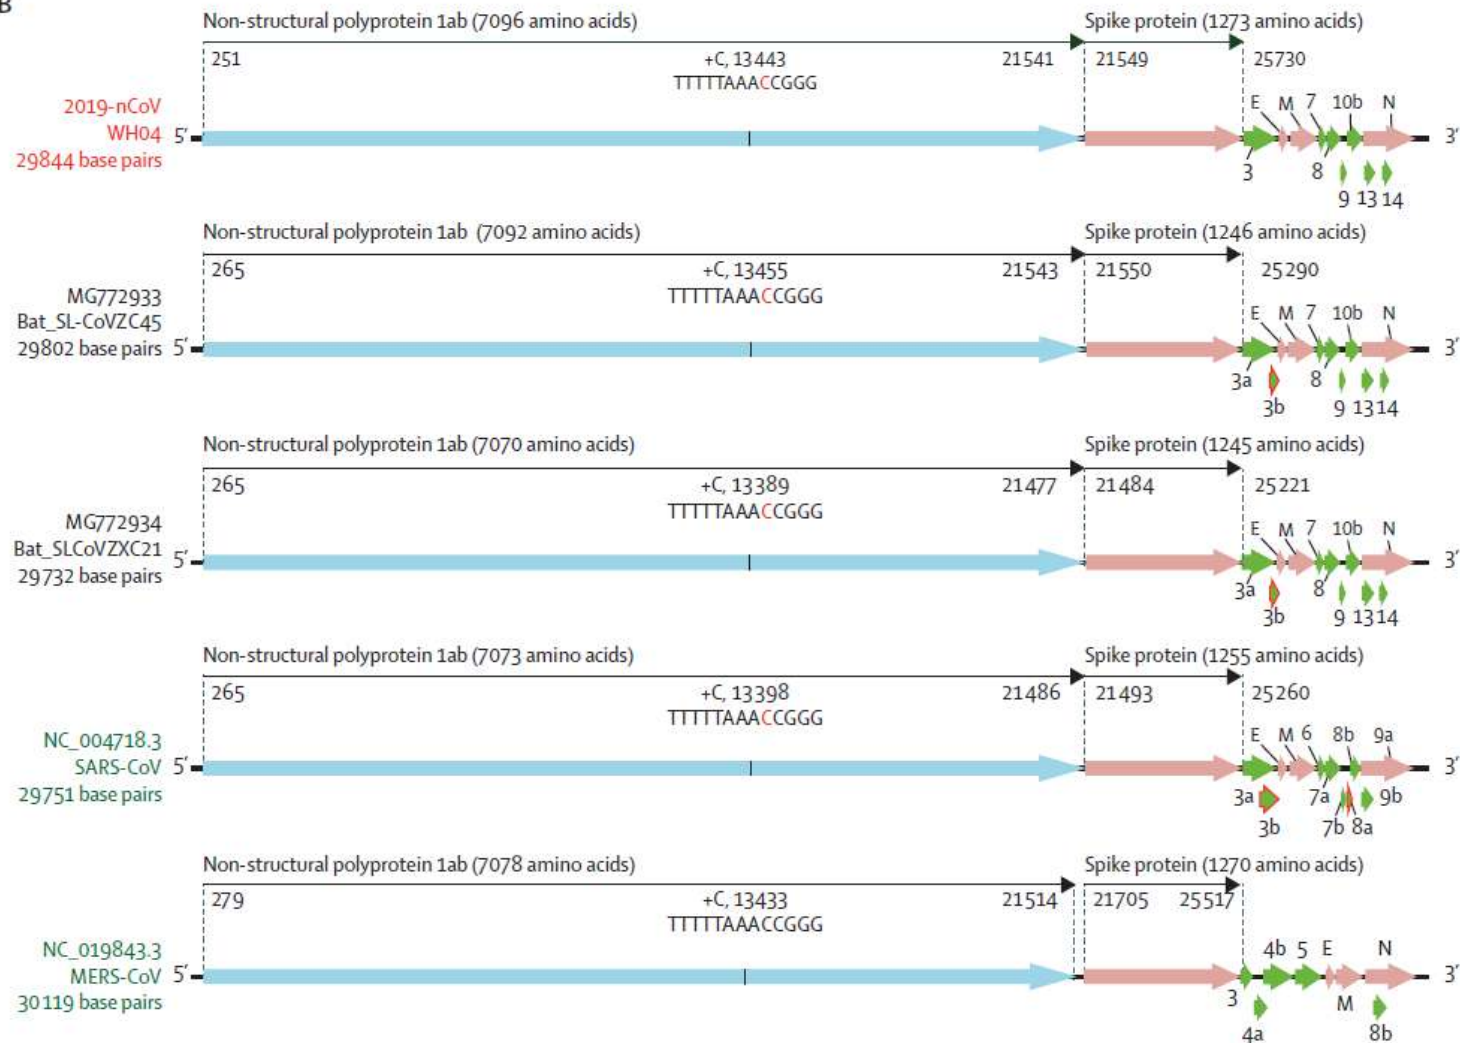 B
Non-structural polyprotein 1ab (7096 amino acids) Spike protein (1273 amino acids)
251 +C, 13443 21541 21549 25730
TTTTTAAACCGGG
2019-nCoV
WH04
29844 base pairs
5′ 3′
E M 7 10b N
3 8
9 13 14
Non-structural polyprotein 1ab (7092 amino acids) Spike protein (1246 amino acids)
265 +C, 13455 21543 21550 25290
TTTTTAAACCGGG
MG772933
Bat_SL-CoVZC45
29802 base pairs
5′ 3′
E M 7 10b N
3a 8
3b 9 13 14
Non-structural polyprotein 1ab (7070 amino acids) Spike protein (1245 amino acids)
265 +C, 13389 21477 21484 25221
TTTTTAAACCGGG
MG772934
Bat_SLCoVZXC21
29732 base pairs
5′ 3′
E M 7 10b N
3a 8
3b 9 13 14
Non-structural polyprotein 1ab (7073 amino acids) Spike protein (1255 amino acids)
265 +C, 13398 21486 21493 25260
TTTTTAAACCGGG
NC_004718.3
SARS-CoV
29751 base pairs
5′ 3′
E M 6 8b 9a
3a 7a 9b
3b 7b 8a
Non-structural polyprotein 1ab (7078 amino acids) Spike protein (1270 amino acids)
279 +C, 13433 21514 21705 25517
TTTTTAAACCGGG
NC_019843.3
MERS-CoV
30119 base pairs
5′ 3′
4b 5 E N
3 M
4a 8b